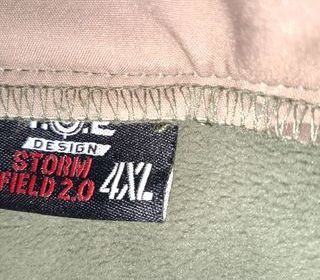 DESIGN
STORM
FIELD 2.0 4XL